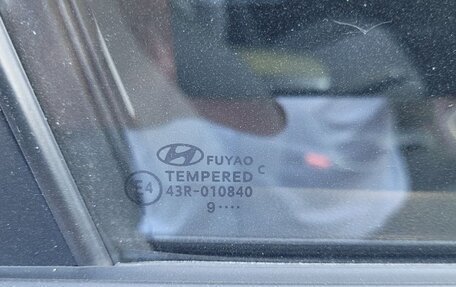 FUYAO
TEMPERED C
E4 43R-010840
9····